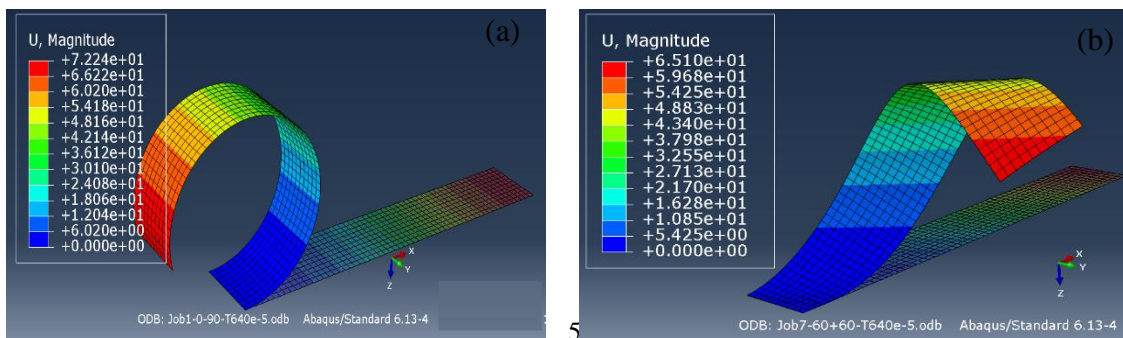 (a)
U, Magnitude
+7.224e+01
+6.622e+01
+6.020e+01
+5.418e+01
+4.816e+01
+4.214e+01
+3.612e+01
+3.010e+01
+2.408e+01
+1.806e+01
+1.204e+01
+6.020e+00
+0.000e+00
X
Y
Z
ODB: Job1-0-90-T640e-5.odb Abaqus/Standard 6.13-4
5
(b)
U, Magnitude
+6.510e+01
+5.968e+01
+5.425e+01
+4.883e+01
+4.340e+01
+3.798e+01
+3.255e+01
+2.713e+01
+2.170e+01
+1.628e+01
+1.085e+01
+5.425e+00
+0.000e+00
X
Y
Z
ODB: Job7-60+60-T640e-5.odb Abaqus/Standard 6.13-4